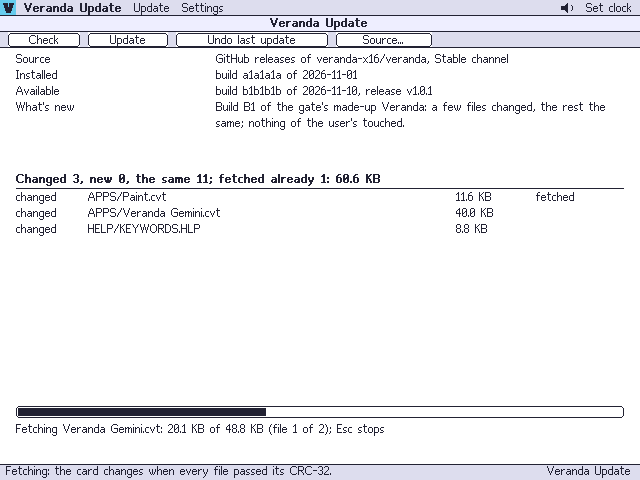 V Veranda Update Update Settings Set clock
Veranda Update
Check Update Undo last update Source...
Source GitHub releases of veranda-x16/veranda, Stable channel
Installed build a1a1a1a of 2026-11-01
Available build b1b1b1b of 2026-11-10, release v1.0.1
What's new Build B1 of the gate's made-up Veranda: a few files changed, the rest the
same; nothing of the user's touched.
Changed 3, new 0, the same 11; fetched already 1: 60.6 KB
changed APPS/Paint.cvt 11.6 KB fetched
changed APPS/Veranda Gemini.cvt 40.0 KB
changed HELP/KEYWORDS.HLP 8.8 KB
Fetching Veranda Gemini.cvt: 20.1 KB of 48.8 KB (file 1 of 2); Esc stops
Fetching: the card changes when every file passed its CRC-32. Veranda Update